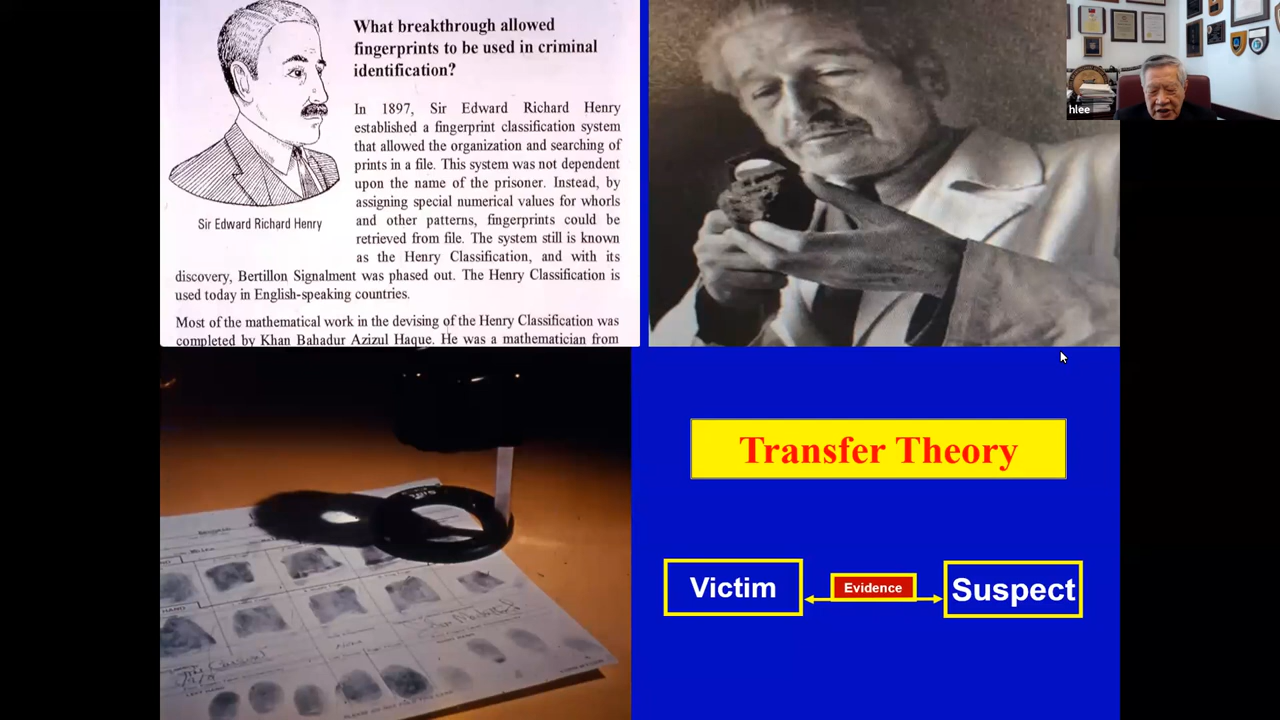 What breakthrough allowed
fingerprints to be used in criminal
identification?
In 1897, Sir Edward Richard Henry
established a fingerprint classification system
that allowed the organization and searching of
prints in a file. This system was not dependent
upon the name of the prisoner. Instead, by
assigning special numerical values for whorls
and other patterns, fingerprints could be
retrieved from file. The system still is known
as the Henry Classification, and with its
discovery, Bertillon Signalment was phased out. The Henry Classification is
used today in English-speaking countries.
Most of the mathematical work in the devising of the Henry Classification was
completed by Khan Bahadur Azizul Haque. He was a mathematician from
Sir Edward Richard Henry
hlee
Transfer Theory
Victim
Evidence
Suspect